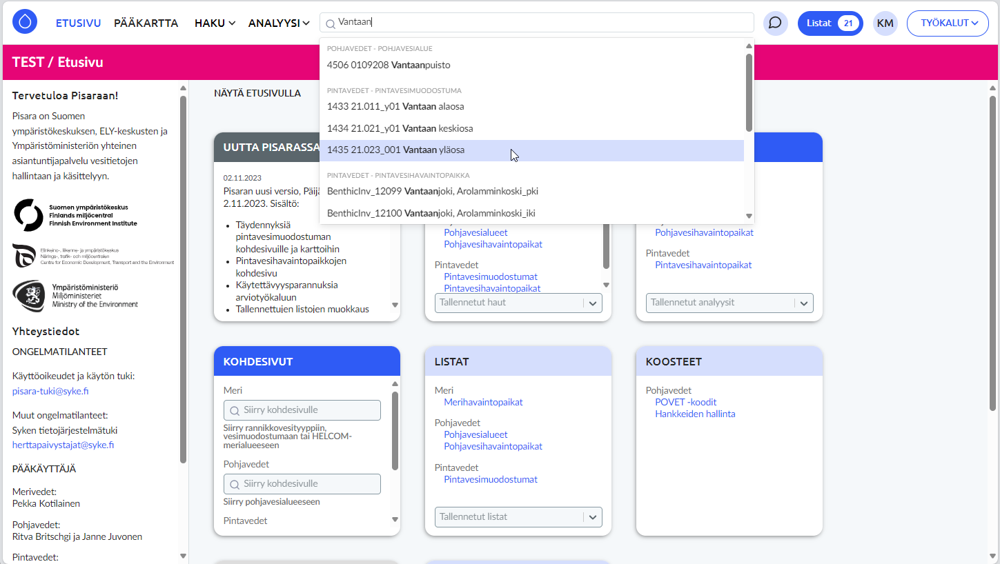 ETUSIVU PÄÄKARTTA HAKU ANALYYSI Vantaan Listat 21 KM TYÖKALUT
TEST / Etusivu
POHJAVEDET - POHJAVESIALUE
4506 0109208 Vantaanpuisto
PINTAVEDET - PINTAVESIMUODOSTUMA
1433 21.011_y01 Vantaan alaosa
1434 21.021_y01 Vantaan keskiosa
1435 21.023_001 Vantaan yläosa
PINTAVEDET - PINTAVESIHAVAINTOPAIKKA
BenthicInv_12099 Vantaanjoki, Arolamminkoski_pki
BenthicInv_12100 Vantaanjoki, Arolamminkoski_iki
Tervetuloa Pisaraan!
Pisara on Suomen
ympäristökeskuksen, ELY-keskusten ja
Ympäristöministeriön yhteinen
asiantuntijapalvelu vesitietojen
hallintaan ja käsittelyyn.
Suomen ympäristökeskus
Finlands miljöcentral
Finnish Environment Institute
Elinkeino-, liikenne- ja ympäristökeskus
Närings-, trafik- och miljöcentralen
Centre for Economic Development, Transport and the Environment
Ympäristöministeriö
Miljöministeriet
Ministry of the Environment
Yhteystiedot
ONGELMATILANTEET
Käyttöoikeudet ja käytön tuki:
pisara-tuki@syke.fi
Muut ongelmatilanteet:
Syken tietojärjestelmätuki
herttapaivystajat@syke.fi
PÄÄKÄYTTÄJÄ
Merivedet:
Pekka Kotilainen
Pohjavedet:
Ritva Britschgi ja Janne Juvonen
Pintavedet:
NÄYTÄ ETUSIVULLA
UUTTA PISARASSA
02.11.2023
Pisaran uusi versio, Päijä
2.11.2023. Sisältö:
• Täydennyksiä
pintavesimuodostuman
kohdesivuille ja karttoihin
• Pintavesihavaintopaikkojen
kohdesivu
• Käytettävyysparannuksia
arviotyökaluun
• Tallennettujen listojen muokkaus
Pohjavesialueet
Pohjavesihavaintopaikat
Pintavedet
Pintavesimuodostumat
Pintavesihavaintopaikat
Tallennetut haut
Pohjavesihavaintopaikat
Pintavedet
Pintavesihavaintopaikat
Tallennetut analyysit
KOHDESIVUT
Meri
Siirry kohdesivulle
Siirry rannikkovesityyppiin,
vesimuodostumaan tai HELCOM-
merialueeseen
Pohjavedet
Siirry kohdesivulle
Siirry pohjavesialueeseen
Pintavedet
LISTAT
Meri
Merihavaintopaikat
Pohjavedet
Pohjavesialueet
Pohjavesihavaintopaikat
Pintavedet
Pintavesimuodostumat
Tallennetut listat
KOOSTEET
Pohjavedet
POVET -koodit
Hankkeiden hallinta